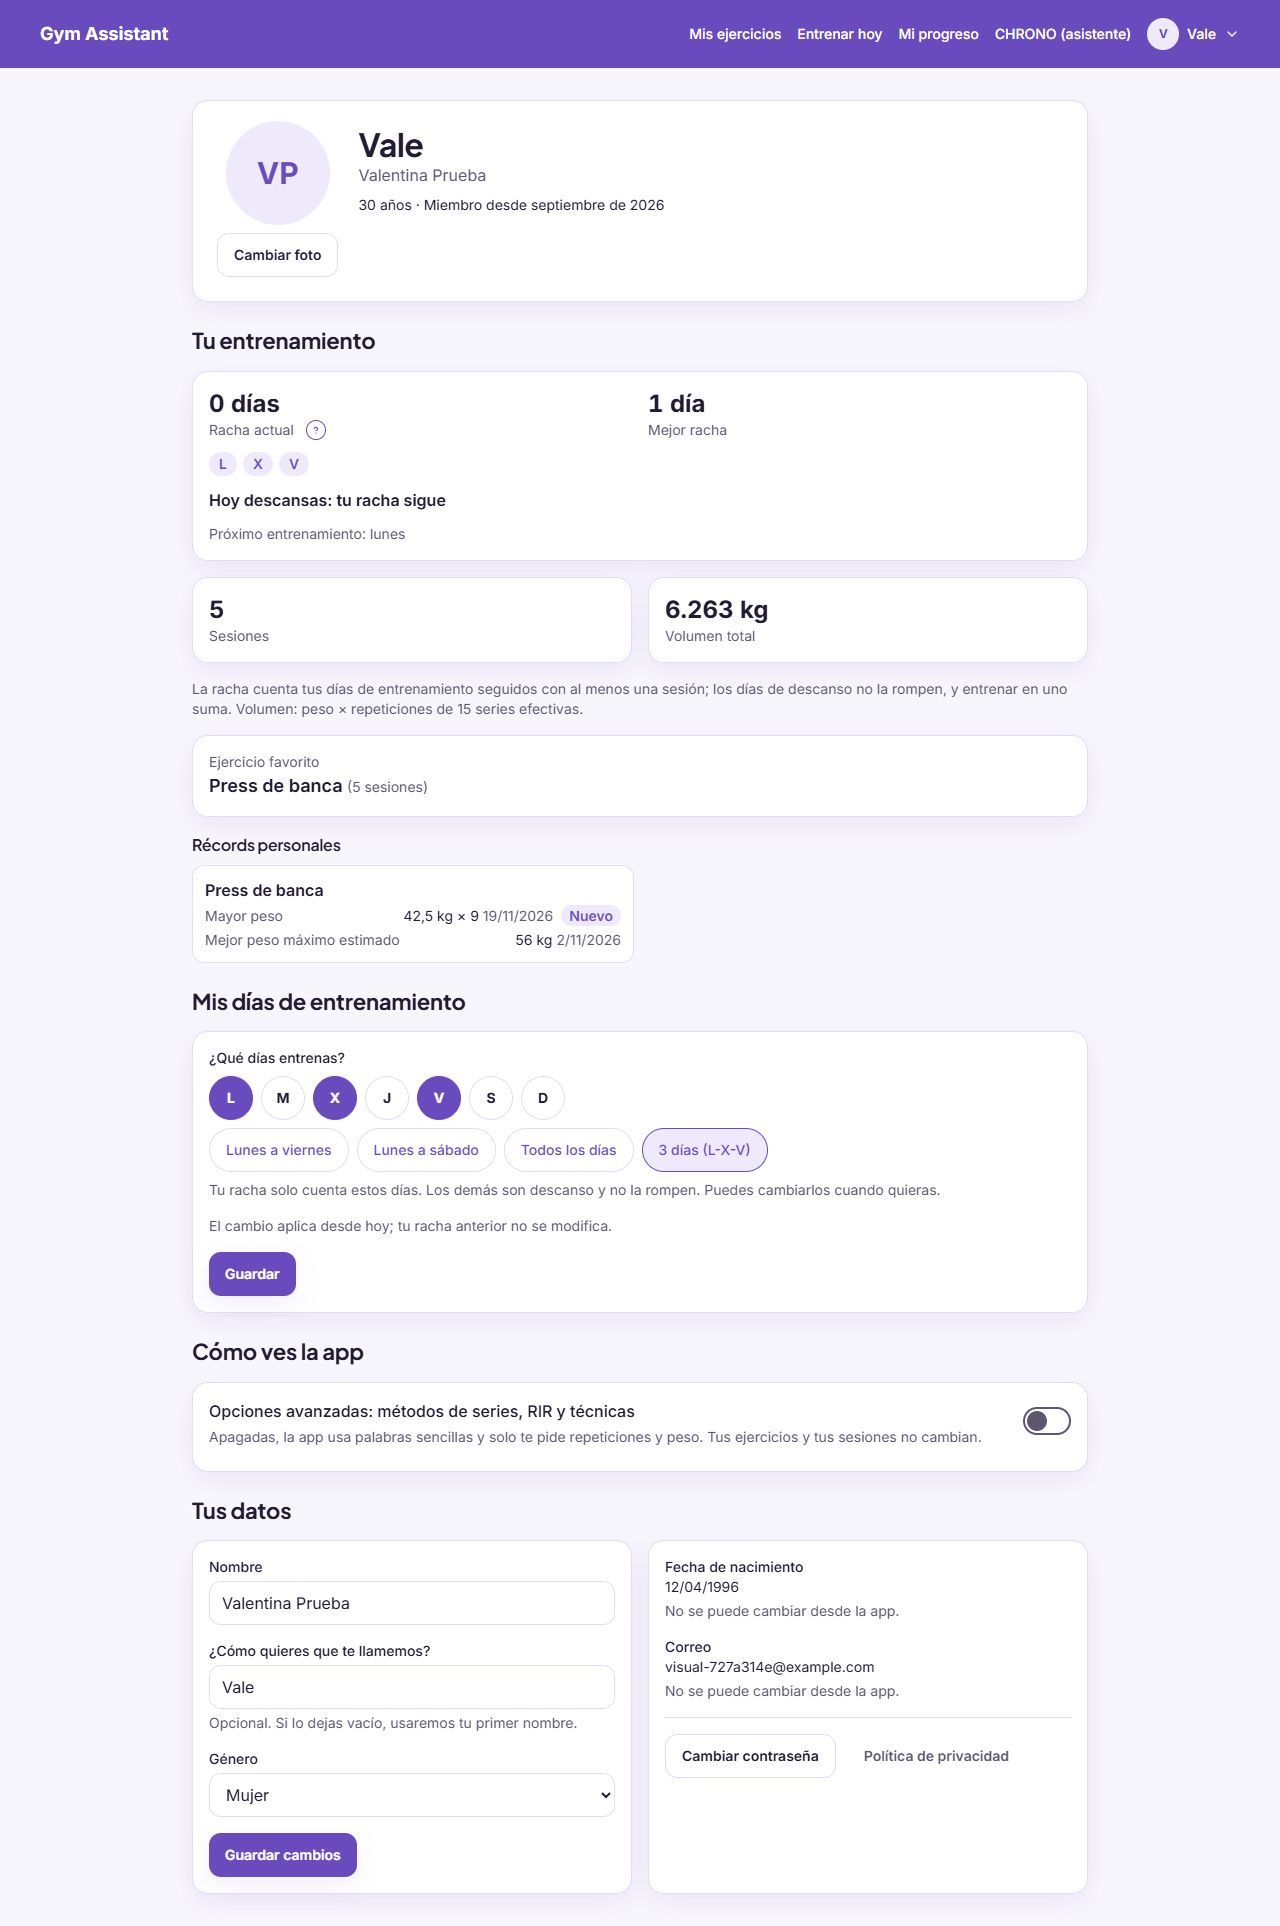 Gym Assistant
Mis ejercicios
Entrenar hoy
Mi progreso
CHRONO (asistente)
V
Vale
VP
Vale
Valentina Prueba
30 años · Miembro desde septiembre de 2026
Cambiar foto
Tu entrenamiento
0 días
Racha actual ?
L X V
Hoy descansas: tu racha sigue
Próximo entrenamiento: lunes
1 día
Mejor racha
5
Sesiones
6.263 kg
Volumen total
La racha cuenta tus días de entrenamiento seguidos con al menos una sesión; los días de descanso no la rompen, y entrenar en uno
suma. Volumen: peso × repeticiones de 15 series efectivas.
Ejercicio favorito
Press de banca (5 sesiones)
Récords personales
Press de banca
Mayor peso 42,5 kg × 9 19/11/2026 Nuevo
Mejor peso máximo estimado 56 kg 2/11/2026
Mis días de entrenamiento
¿Qué días entrenas?
L M X J V S D
Lunes a viernes
Lunes a sábado
Todos los días
3 días (L-X-V)
Tu racha solo cuenta estos días. Los demás son descanso y no la rompen. Puedes cambiarlos cuando quieras.
El cambio aplica desde hoy; tu racha anterior no se modifica.
Guardar
Cómo ves la app
Opciones avanzadas: métodos de series, RIR y técnicas
Apagadas, la app usa palabras sencillas y solo te pide repeticiones y peso. Tus ejercicios y tus sesiones no cambian.
Tus datos
Nombre
Valentina Prueba
¿Cómo quieres que te llamemos?
Vale
Opcional. Si lo dejas vacío, usaremos tu primer nombre.
Género
Mujer
Guardar cambios
Fecha de nacimiento
12/04/1996
No se puede cambiar desde la app.
Correo
visual-727a314e@example.com
No se puede cambiar desde la app.
Cambiar contraseña
Política de privacidad